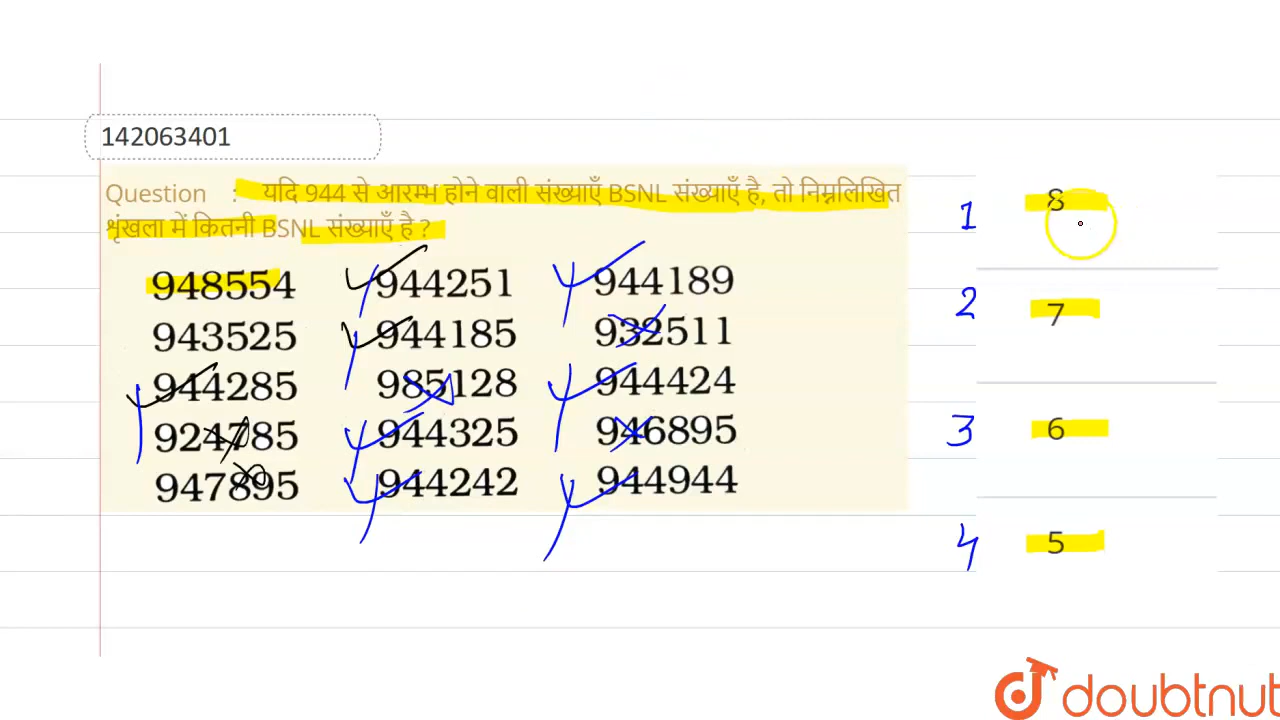 142063401
Question : यदि 944 से आरम्भ होने वाली संख्याएँ BSNL संख्याएँ है, तो निम्नलिखित
शृंखला में कितनी BSNL संख्याएँ है ?
948554 944251 944189
943525 944185 932511
944285 985128 944424
924785 944325 946895
947895 944242 944944
1 8
2 7
3 6
4 5
doubtnut